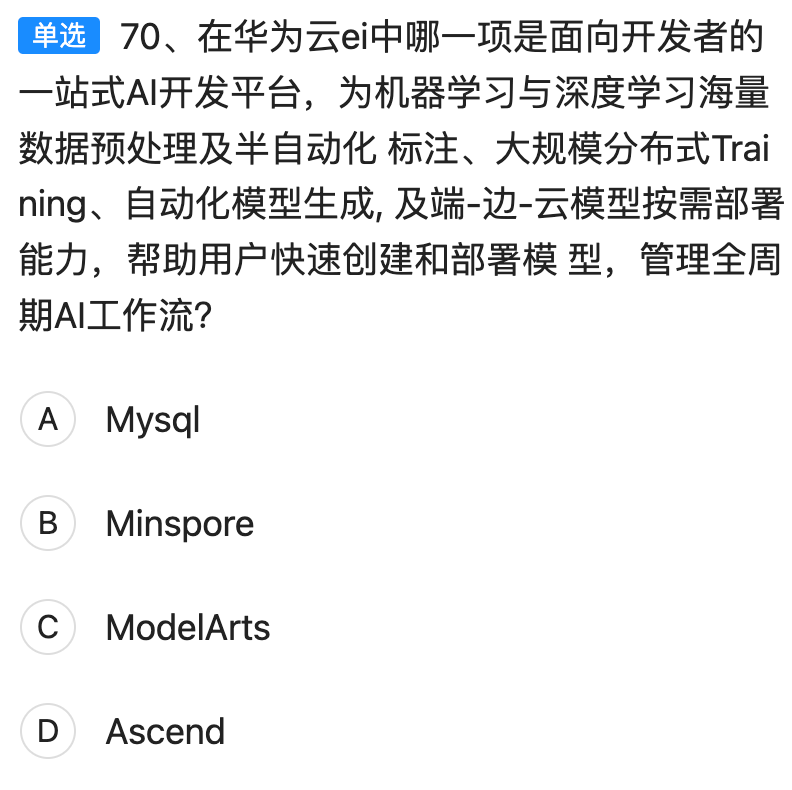 单选 70、在华为云ei中哪一项是面向开发者的
一站式AI开发平台，为机器学习与深度学习海量
数据预处理及半自动化 标注、大规模分布式Trai
ning、自动化模型生成, 及端-边-云模型按需部署
能力，帮助用户快速创建和部署模 型，管理全周
期AI工作流?
A Mysql
B Minspore
C ModelArts
D Ascend